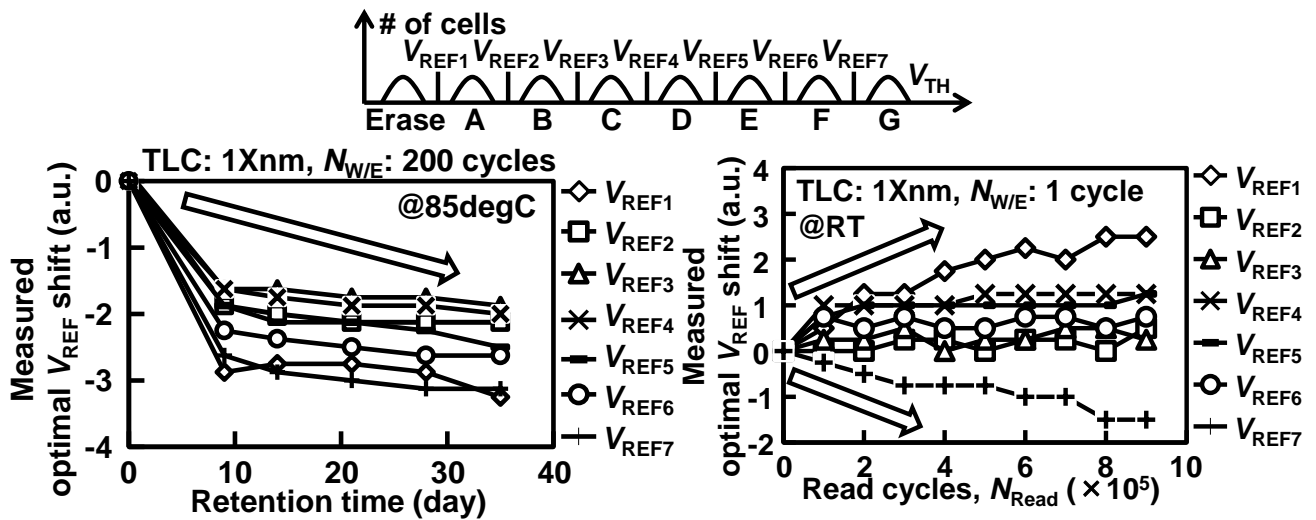 # of cells
VREF1 VREF2 VREF3 VREF4 VREF5 VREF6 VREF7
VTH
Erase A B C D E F G
TLC: 1Xnm, NW/E: 200 cycles
@85degC
Measured
optimal VREF shift (a.u.)
0
-1
-2
-3
-4
0 10 20 30 40
Retention time (day)
VREF1
VREF2
VREF3
VREF4
VREF5
VREF6
VREF7
TLC: 1Xnm, NW/E: 1 cycle
@RT
Measured
optimal VREF shift (a.u.)
4
3
2
1
0
-1
-2
0 2 4 6 8 10
Read cycles, NRead (×10⁵)
VREF1
VREF2
VREF3
VREF4
VREF5
VREF6
VREF7